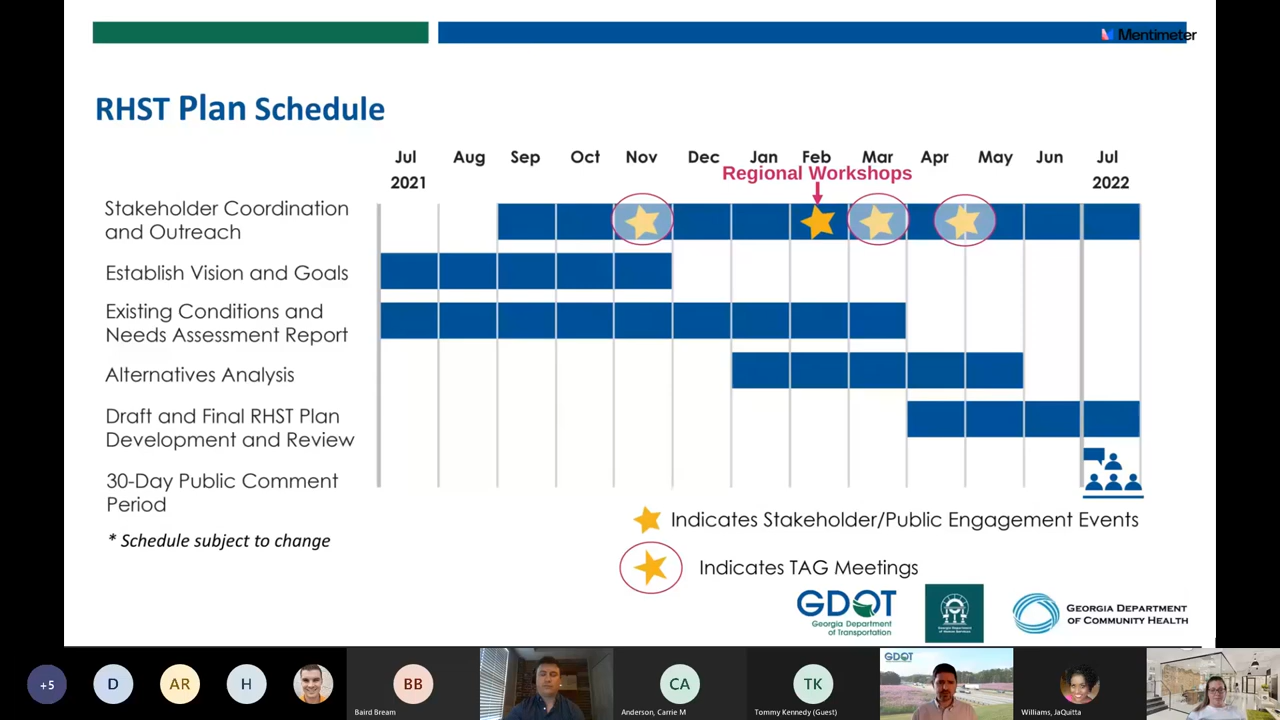 Mentimeter
RHST Plan Schedule
Jul Aug Sep Oct Nov Dec Jan Feb Mar Apr May Jun Jul
2021 2022
Regional Workshops
Stakeholder Coordination
and Outreach
Establish Vision and Goals
Existing Conditions and
Needs Assessment Report
Alternatives Analysis
Draft and Final RHST Plan
Development and Review
30-Day Public Comment
Period
* Schedule subject to change
Indicates Stakeholder/Public Engagement Events
Indicates TAG Meetings
GDOT
Georgia Department
of Transportation
GEORGIA DEPARTMENT
OF COMMUNITY HEALTH
+5 D AR H BB CA TK
GDOT
Baird Bream
Anderson, Carrie M
Tommy Kennedy (Guest)
Williams, JaQuitta